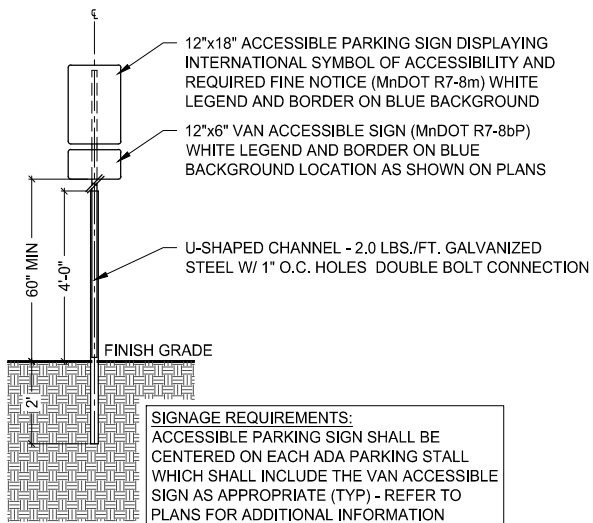 ℄
12"x18" ACCESSIBLE PARKING SIGN DISPLAYING
INTERNATIONAL SYMBOL OF ACCESSIBILITY AND
REQUIRED FINE NOTICE (MnDOT R7-8m) WHITE
LEGEND AND BORDER ON BLUE BACKGROUND
12"x6" VAN ACCESSIBLE SIGN (MnDOT R7-8bP)
WHITE LEGEND AND BORDER ON BLUE
BACKGROUND LOCATION AS SHOWN ON PLANS
60" MIN
4'-0"
U-SHAPED CHANNEL - 2.0 LBS./FT. GALVANIZED
STEEL W/ 1" O.C. HOLES DOUBLE BOLT CONNECTION
FINISH GRADE
2'
SIGNAGE REQUIREMENTS:
ACCESSIBLE PARKING SIGN SHALL BE
CENTERED ON EACH ADA PARKING STALL
WHICH SHALL INCLUDE THE VAN ACCESSIBLE
SIGN AS APPROPRIATE (TYP) - REFER TO
PLANS FOR ADDITIONAL INFORMATION